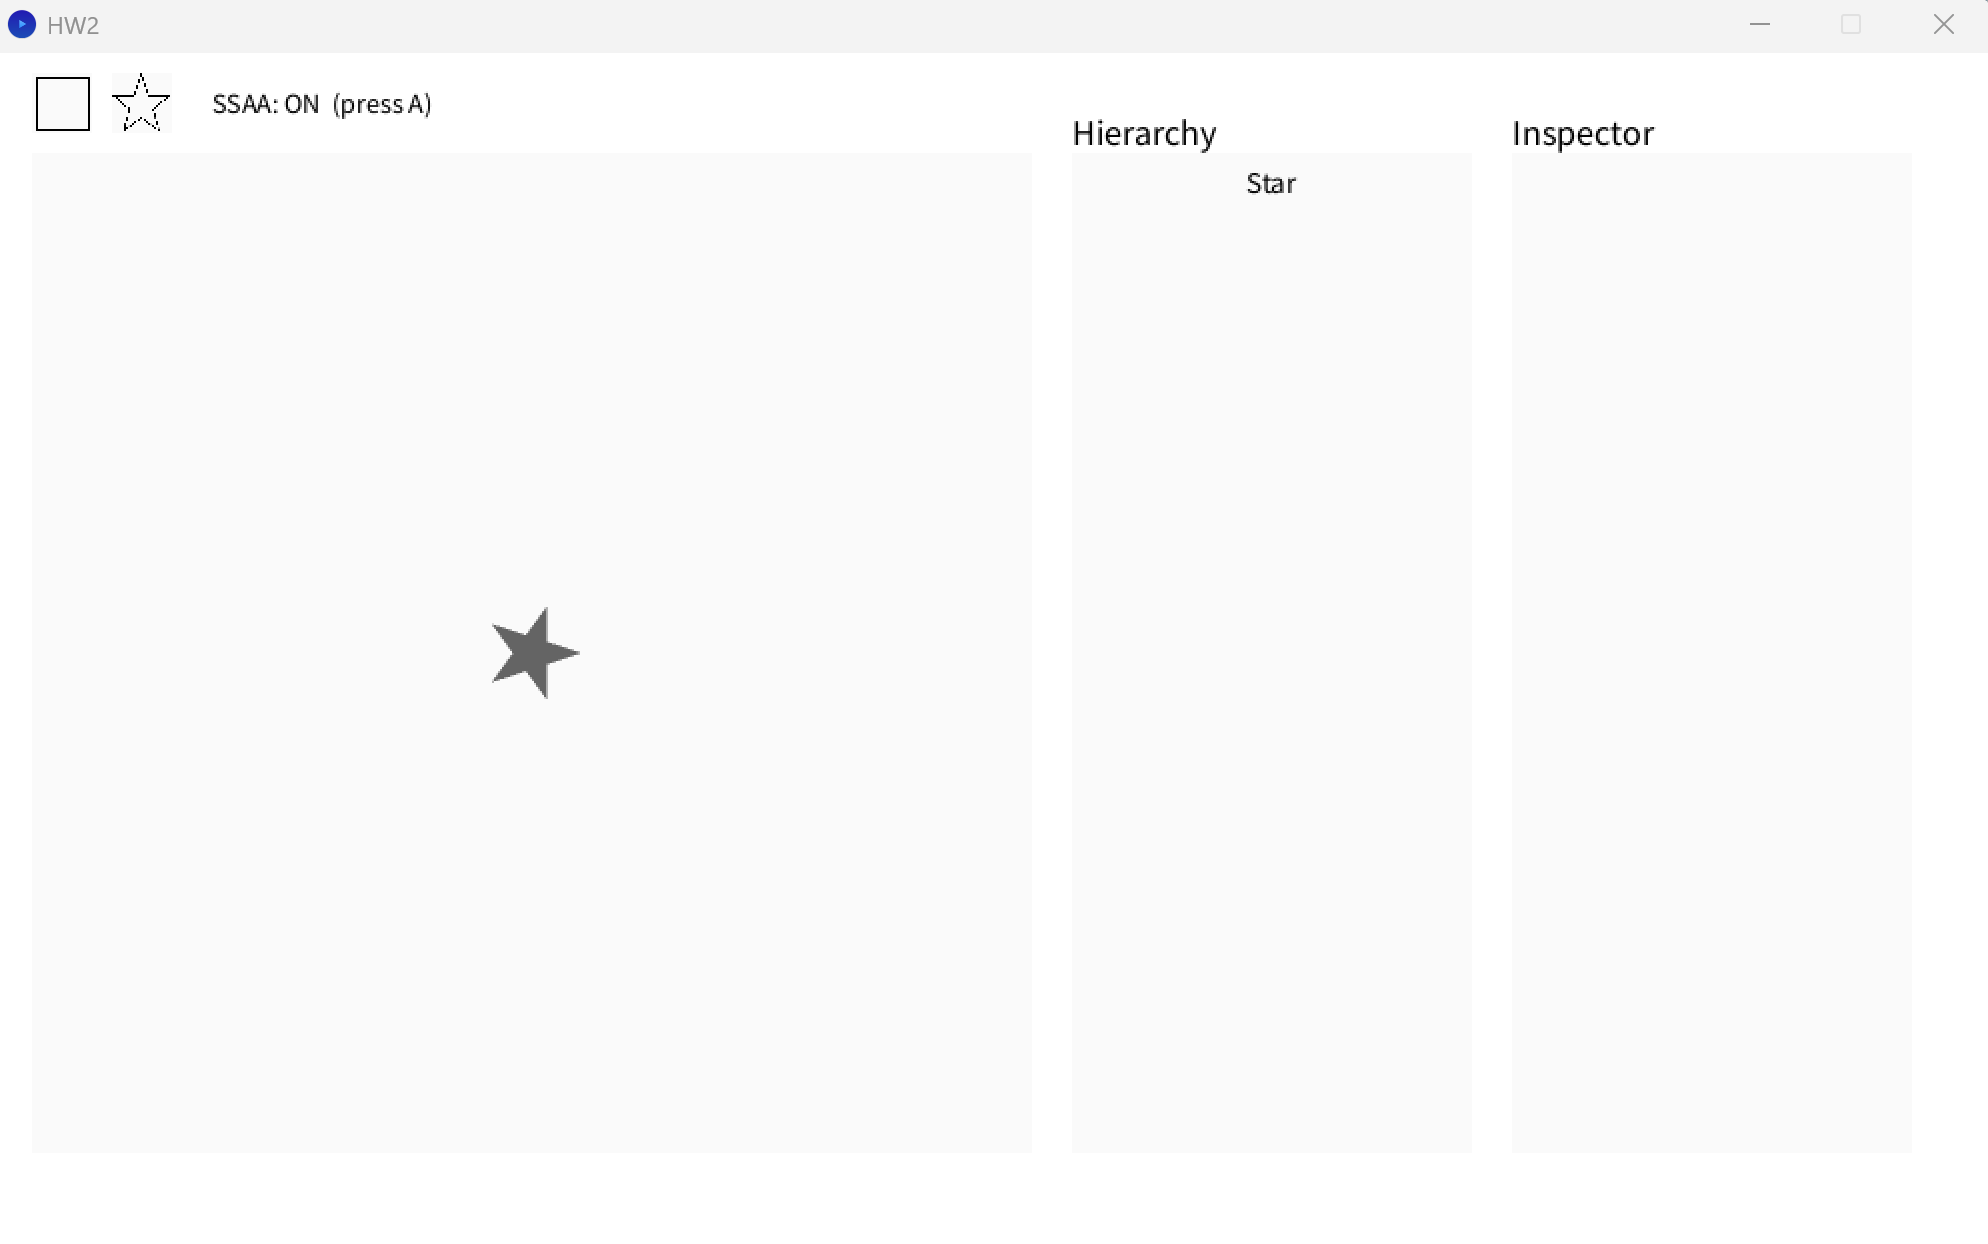 HW2
SSAA: ON (press A)
Hierarchy
Inspector
Star